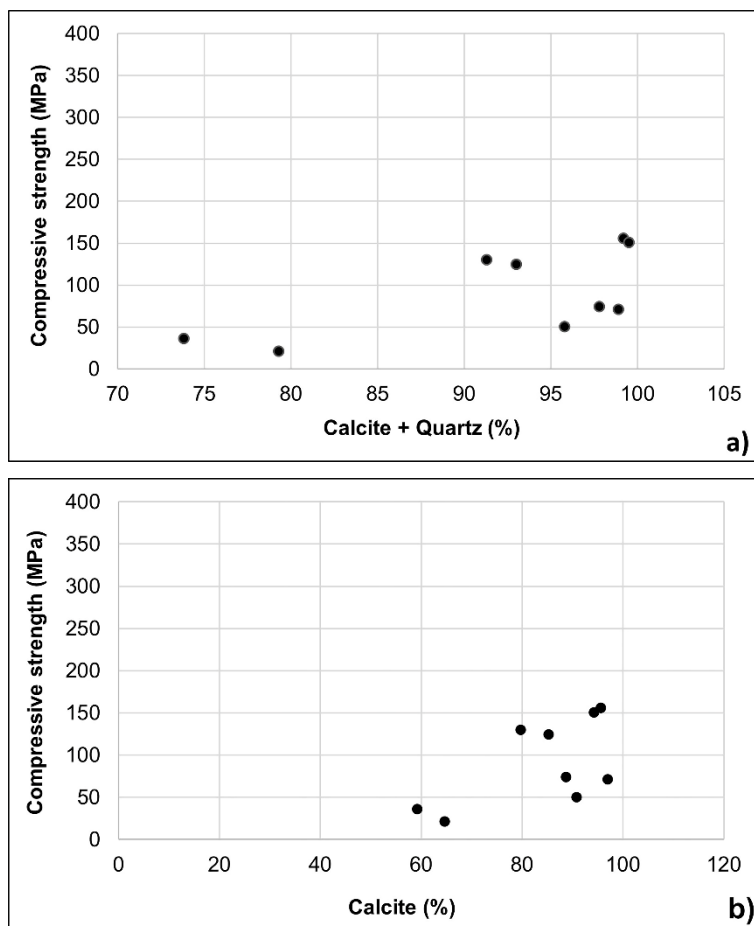 Compressive strength (MPa)
400
350
300
250
200
150
100
50
0
70 75 80 85 90 95 100 105
Calcite + Quartz (%)
a)
Compressive strength (MPa)
400
350
300
250
200
150
100
50
0
0 20 40 60 80 100 120
Calcite (%)
b)